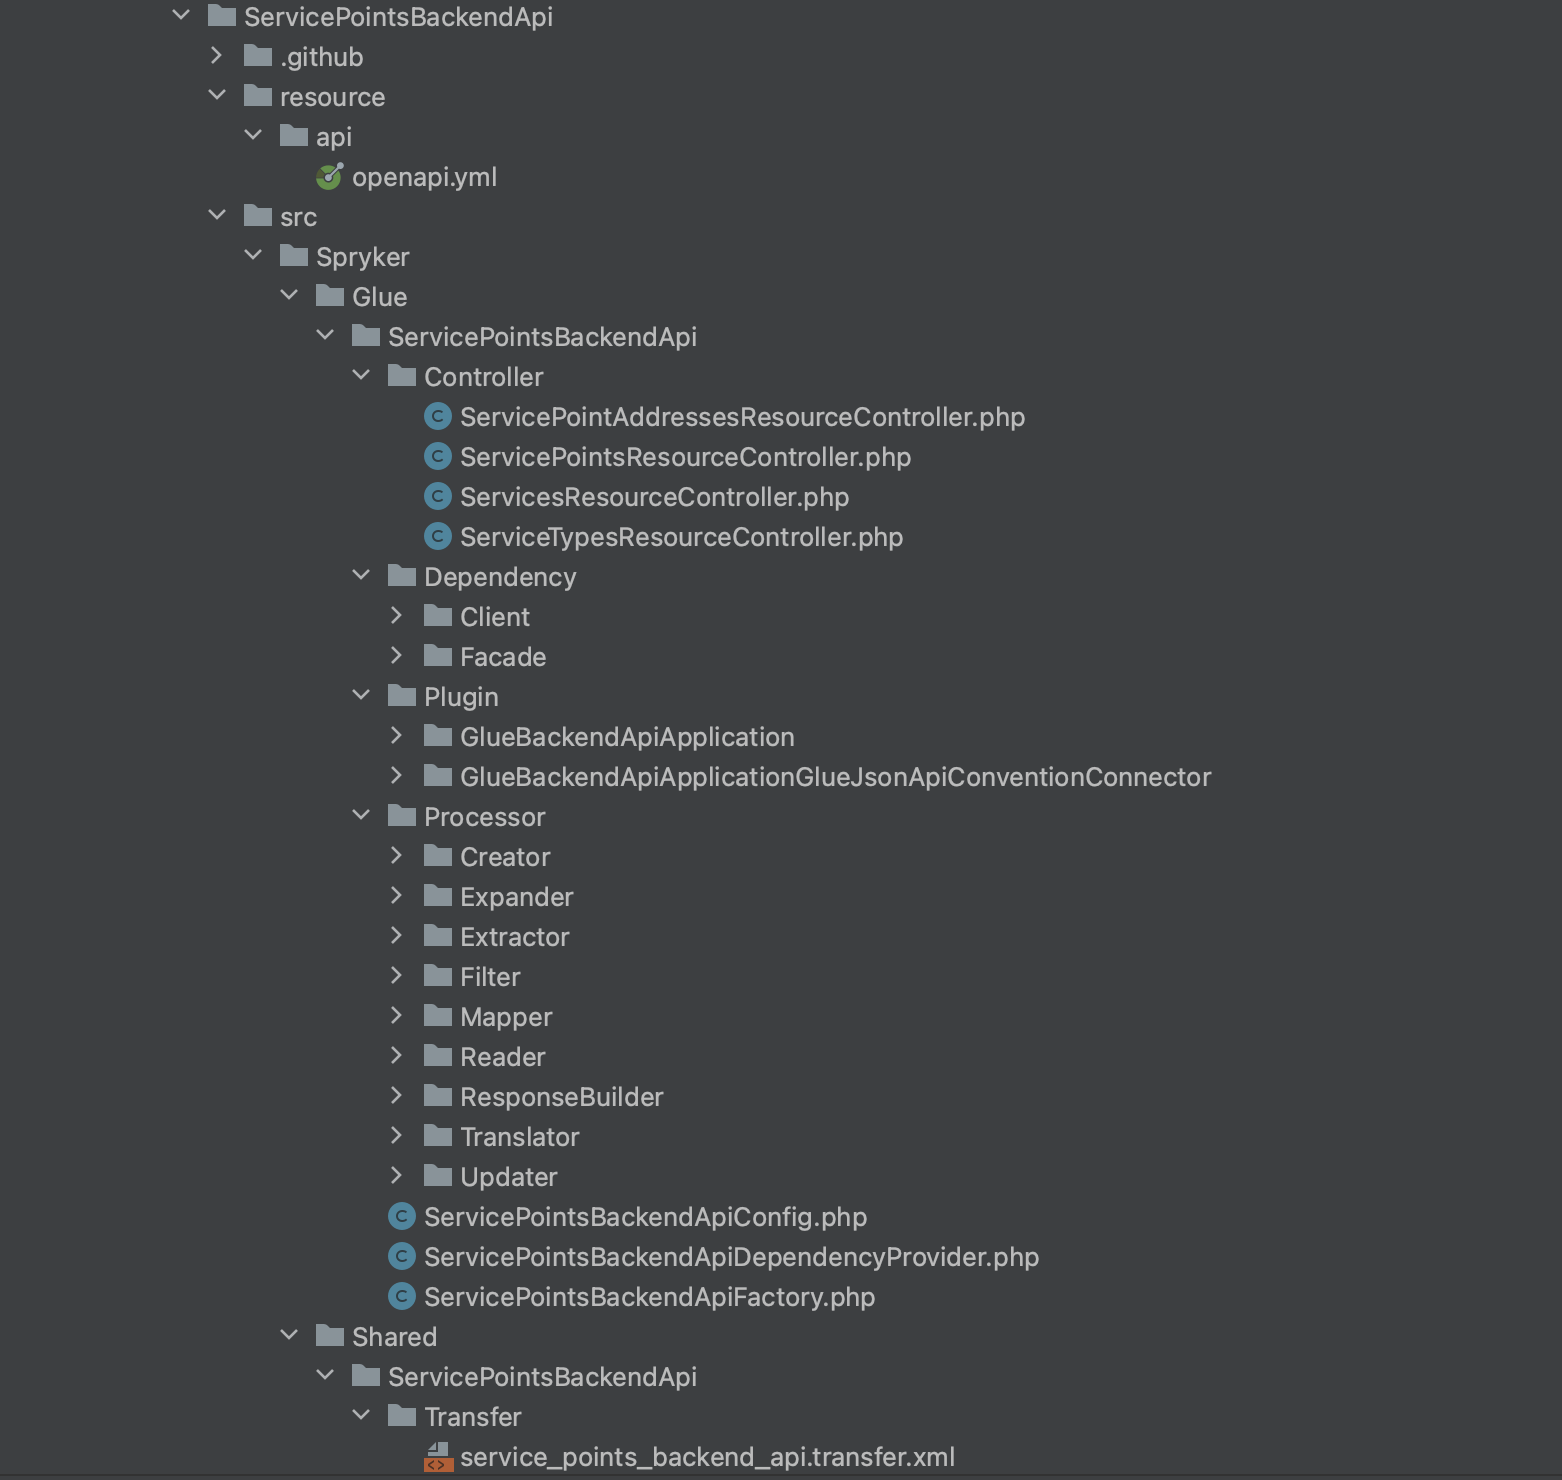 ServicePointsBackendApi
.github
resource
api
openapi.yml
src
Spryker
Glue
ServicePointsBackendApi
Controller
ServicePointAddressesResourceController.php
ServicePointsResourceController.php
ServicesResourceController.php
ServiceTypesResourceController.php
Dependency
Client
Facade
Plugin
GlueBackendApiApplication
GlueBackendApiApplicationGlueJsonApiConventionConnector
Processor
Creator
Expander
Extractor
Filter
Mapper
Reader
ResponseBuilder
Translator
Updater
ServicePointsBackendApiConfig.php
ServicePointsBackendApiDependencyProvider.php
ServicePointsBackendApiFactory.php
Shared
ServicePointsBackendApi
Transfer
service_points_backend_api.transfer.xml